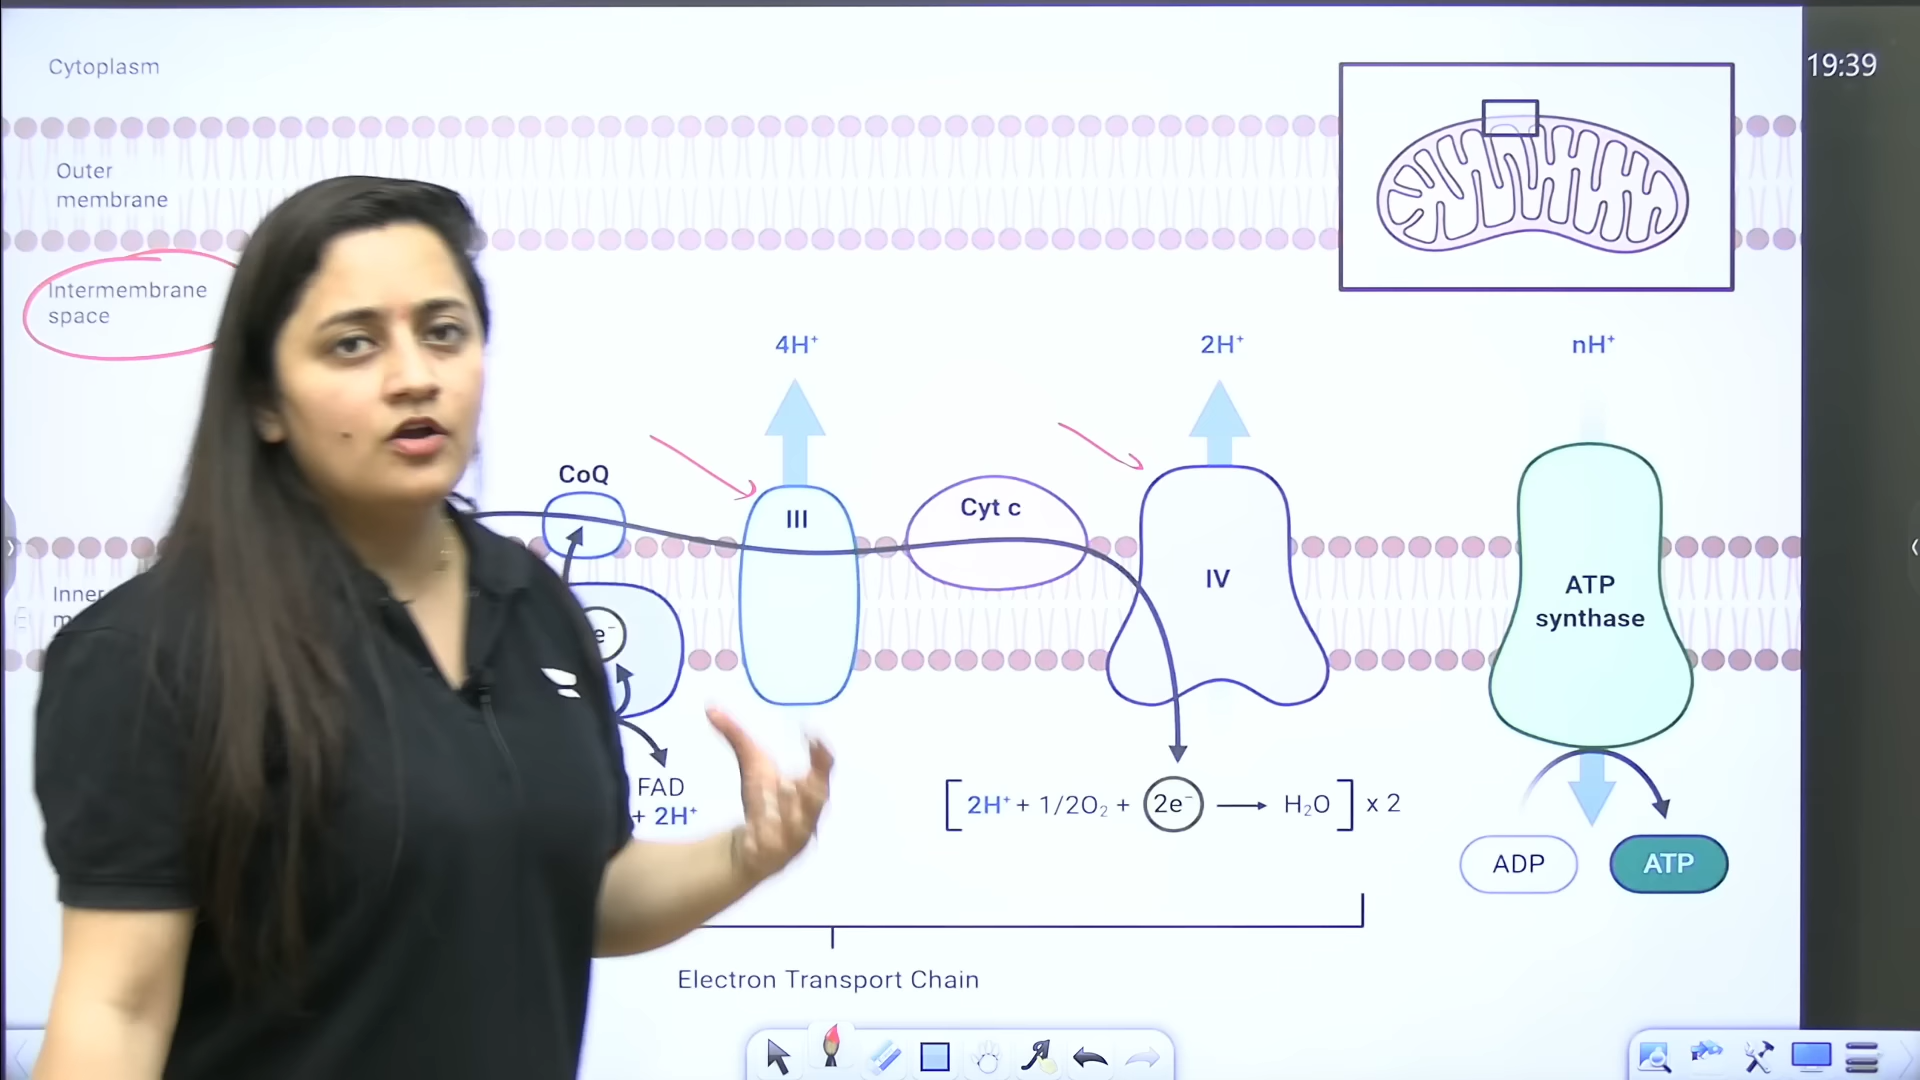 Cytoplasm
19:39
Outer
membrane
Intermembrane
space
4H⁺
2H⁺
nH⁺
CoQ
III
Cyt c
IV
ATP
synthase
Inner
m
e⁻
FAD
+ 2H⁺
[2H⁺ + 1/2O₂ + 2e⁻ → H₂O] x 2
ADP
ATP
Electron Transport Chain